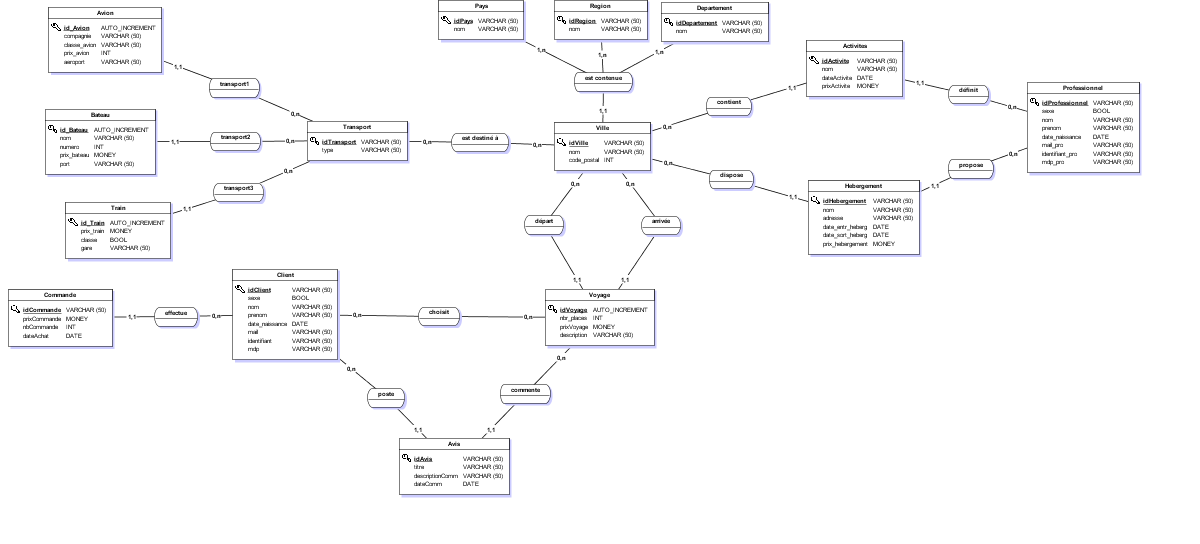 Avion
id_Avion AUTO_INCREMENT
compagnie VARCHAR (50)
classe_avion VARCHAR (50)
prix_avion INT
aeroport VARCHAR (50)
Pays
idPays VARCHAR (50)
nom VARCHAR (50)
Region
idRegion VARCHAR (50)
nom VARCHAR (50)
Departement
idDepartement VARCHAR (50)
nom VARCHAR (50)
1,n
1,n
1,n
est contenue
1,1
1,1
transport1
0,n
Activites
idActivite VARCHAR (50)
nom VARCHAR (50)
dateActivite DATE
prixActivite MONEY
1,1
contient
0,n
1,1
définit
0,n
Professionnel
idProfessionnel VARCHAR (50)
sexe BOOL
nom VARCHAR (50)
prenom VARCHAR (50)
date_naissance DATE
mail_pro VARCHAR (50)
identifiant_pro VARCHAR (50)
mdp_pro VARCHAR (50)
Bateau
id_Bateau AUTO_INCREMENT
nom VARCHAR (50)
numero INT
prix_bateau MONEY
port VARCHAR (50)
1,1
transport2
0,n
Transport
idTransport VARCHAR (50)
type VARCHAR (50)
0,n
est destiné à
0,n
Ville
idVille VARCHAR (50)
nom VARCHAR (50)
code_postal INT
0,n
dispose
1,1
0,n
propose
1,1
Hebergement
idHebergement VARCHAR (50)
nom VARCHAR (50)
adresse VARCHAR (50)
date_entr_heberg DATE
date_sort_heberg DATE
prix_hebergement MONEY
0,n
transport3
1,1
Train
id_Train AUTO_INCREMENT
prix_train MONEY
classe BOOL
gare VARCHAR (50)
0,n
0,n
départ
arrivée
1,1
1,1
Commande
idCommande VARCHAR (50)
prixCommande MONEY
nbCommande INT
dateAchat DATE
1,1
effectue
0,n
Client
idClient VARCHAR (50)
sexe BOOL
nom VARCHAR (50)
prenom VARCHAR (50)
date_naissance DATE
mail VARCHAR (50)
identifiant VARCHAR (50)
mdp VARCHAR (50)
0,n
choisit
0,n
Voyage
idVoyage AUTO_INCREMENT
nbr_places INT
prixVoyage MONEY
description VARCHAR (50)
0,n
0,n
poste
commente
1,1
1,1
Avis
idAvis VARCHAR (50)
titre VARCHAR (50)
descriptionComm VARCHAR (50)
dateComm DATE